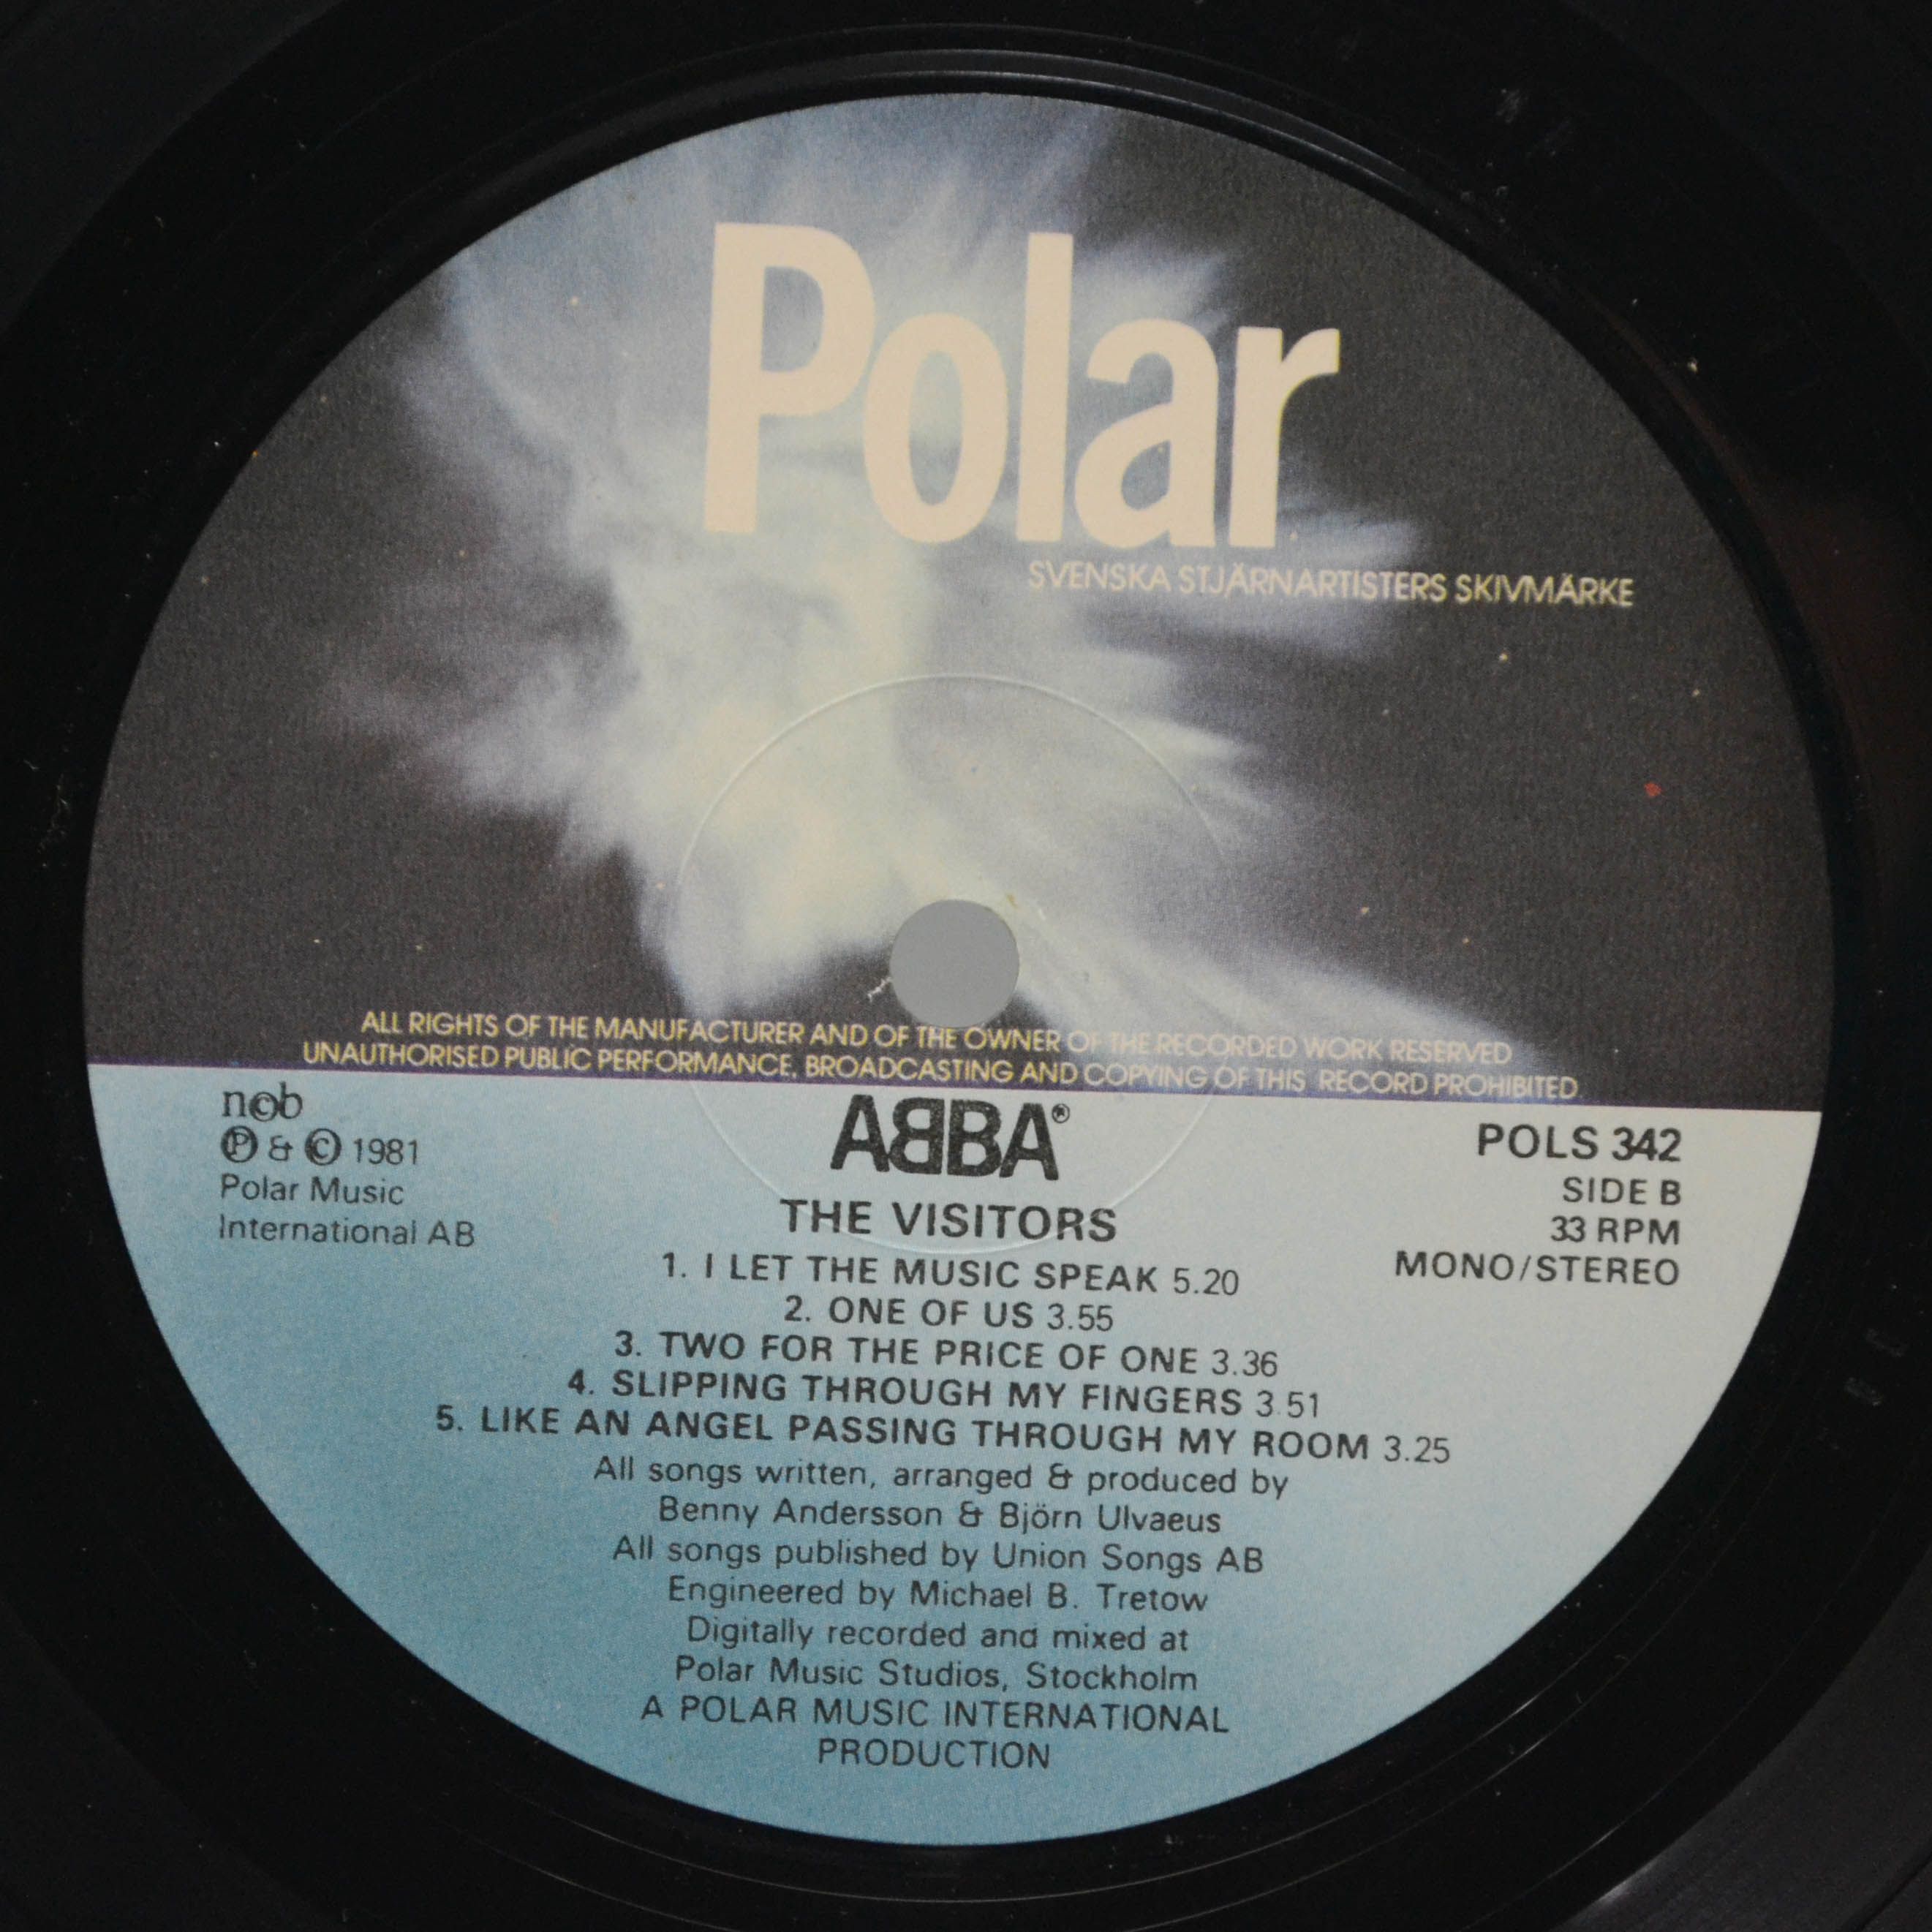 Polar
SVENSKA STJÄRNARTISTERS SKIVMÄRKE
ALL RIGHTS OF THE MANUFACTURER AND OF THE OWNER OF THE RECORDED WORK RESERVED
UNAUTHORISED PUBLIC PERFORMANCE, BROADCASTING AND COPYING OF THIS RECORD PROHIBITED.
ncb
℗ & © 1981
Polar Music
International AB
ABBA®
THE VISITORS
POLS 342
SIDE B
33 RPM
MONO/STEREO
1. I LET THE MUSIC SPEAK 5.20
2. ONE OF US 3.55
3. TWO FOR THE PRICE OF ONE 3.36
4. SLIPPING THROUGH MY FINGERS 3.51
5. LIKE AN ANGEL PASSING THROUGH MY ROOM 3.25
All songs written, arranged & produced by
Benny Andersson & Björn Ulvaeus
All songs published by Union Songs AB
Engineered by Michael B. Tretow
Digitally recorded and mixed at
Polar Music Studios, Stockholm
A POLAR MUSIC INTERNATIONAL
PRODUCTION